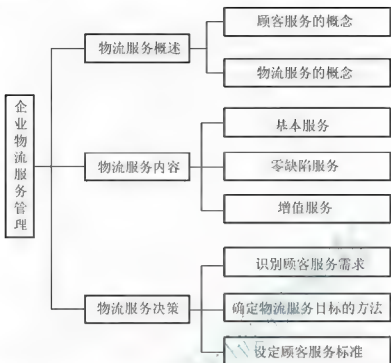 企业物流服务管理
物流服务概述
顾客服务的概念
物流服务的概念
物流服务内容
基本服务
零缺陷服务
增值服务
物流服务决策
识别顾客服务需求
确定物流服务目标的方法
设定顾客服务标准